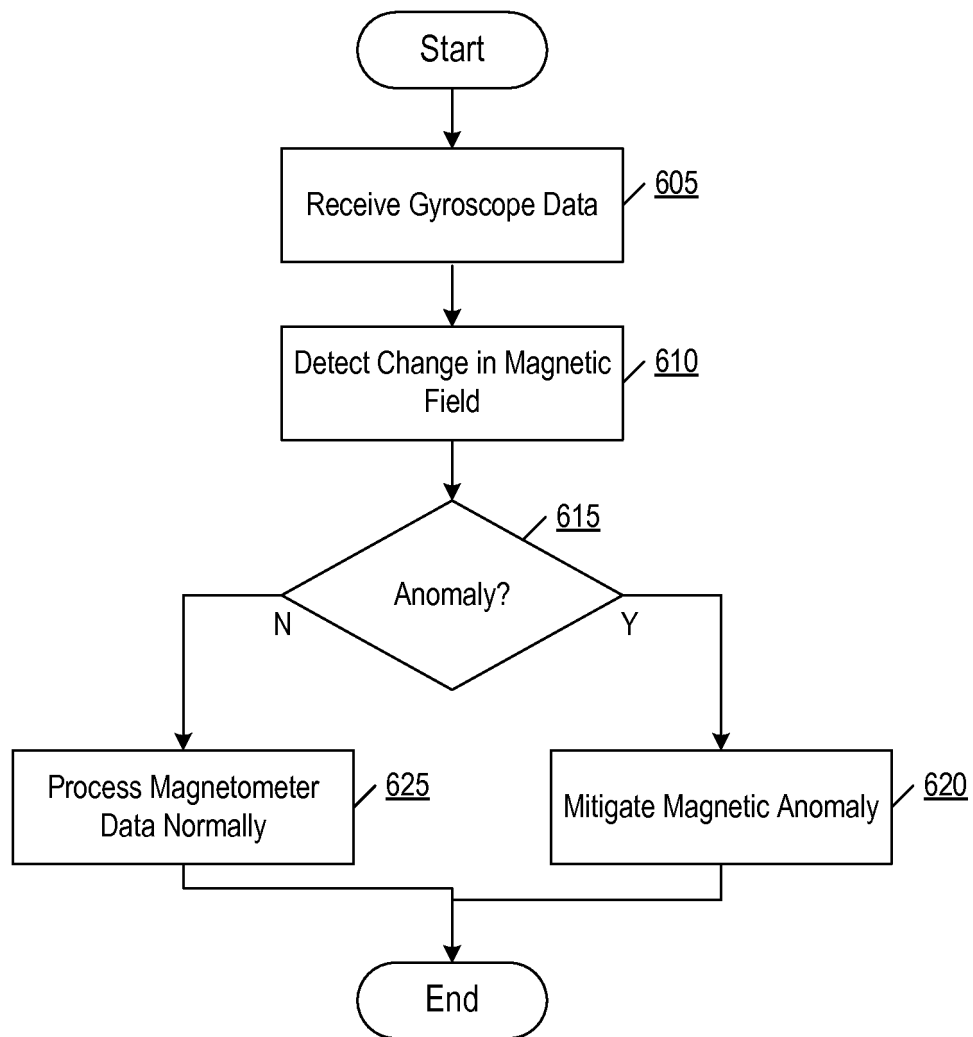 Start
Receive Gyroscope Data
605
Detect Change in Magnetic
Field
610
615
Anomaly?
N
Y
Process Magnetometer
Data Normally
625
Mitigate Magnetic Anomaly
620
End